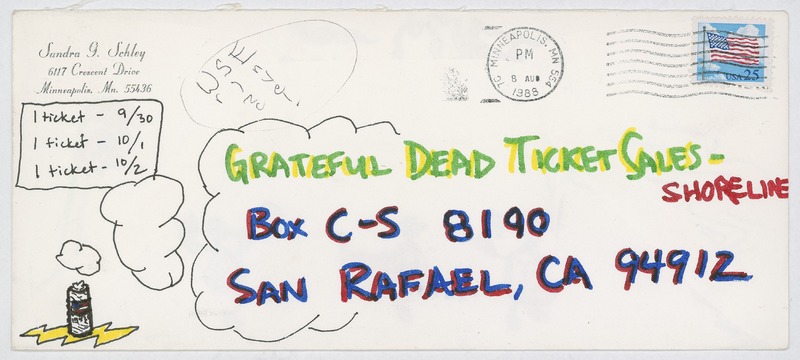 Sandra G. Schley
6117 Crescent Drive
Minneapolis, Mn. 55436
1 ticket - 9/30
1 ticket - 10/1
1 ticket - 10/2
MINNEAPOLIS, MN 554
PM
8 AUG
1988
USA 25
GRATEFUL DEAD TICKET SALES -
SHORELINE
BOX C-S 8190
SAN RAFAEL, CA 94912